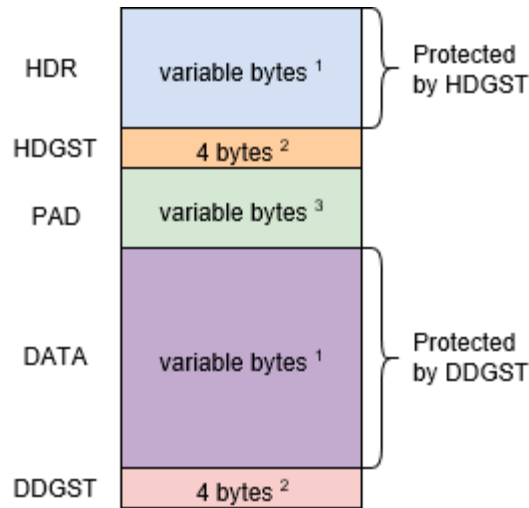 HDR
variable bytes ¹
Protected
by HDGST
HDGST
4 bytes ²
PAD
variable bytes ³
DATA
variable bytes ¹
Protected
by DDGST
DDGST
4 bytes ²